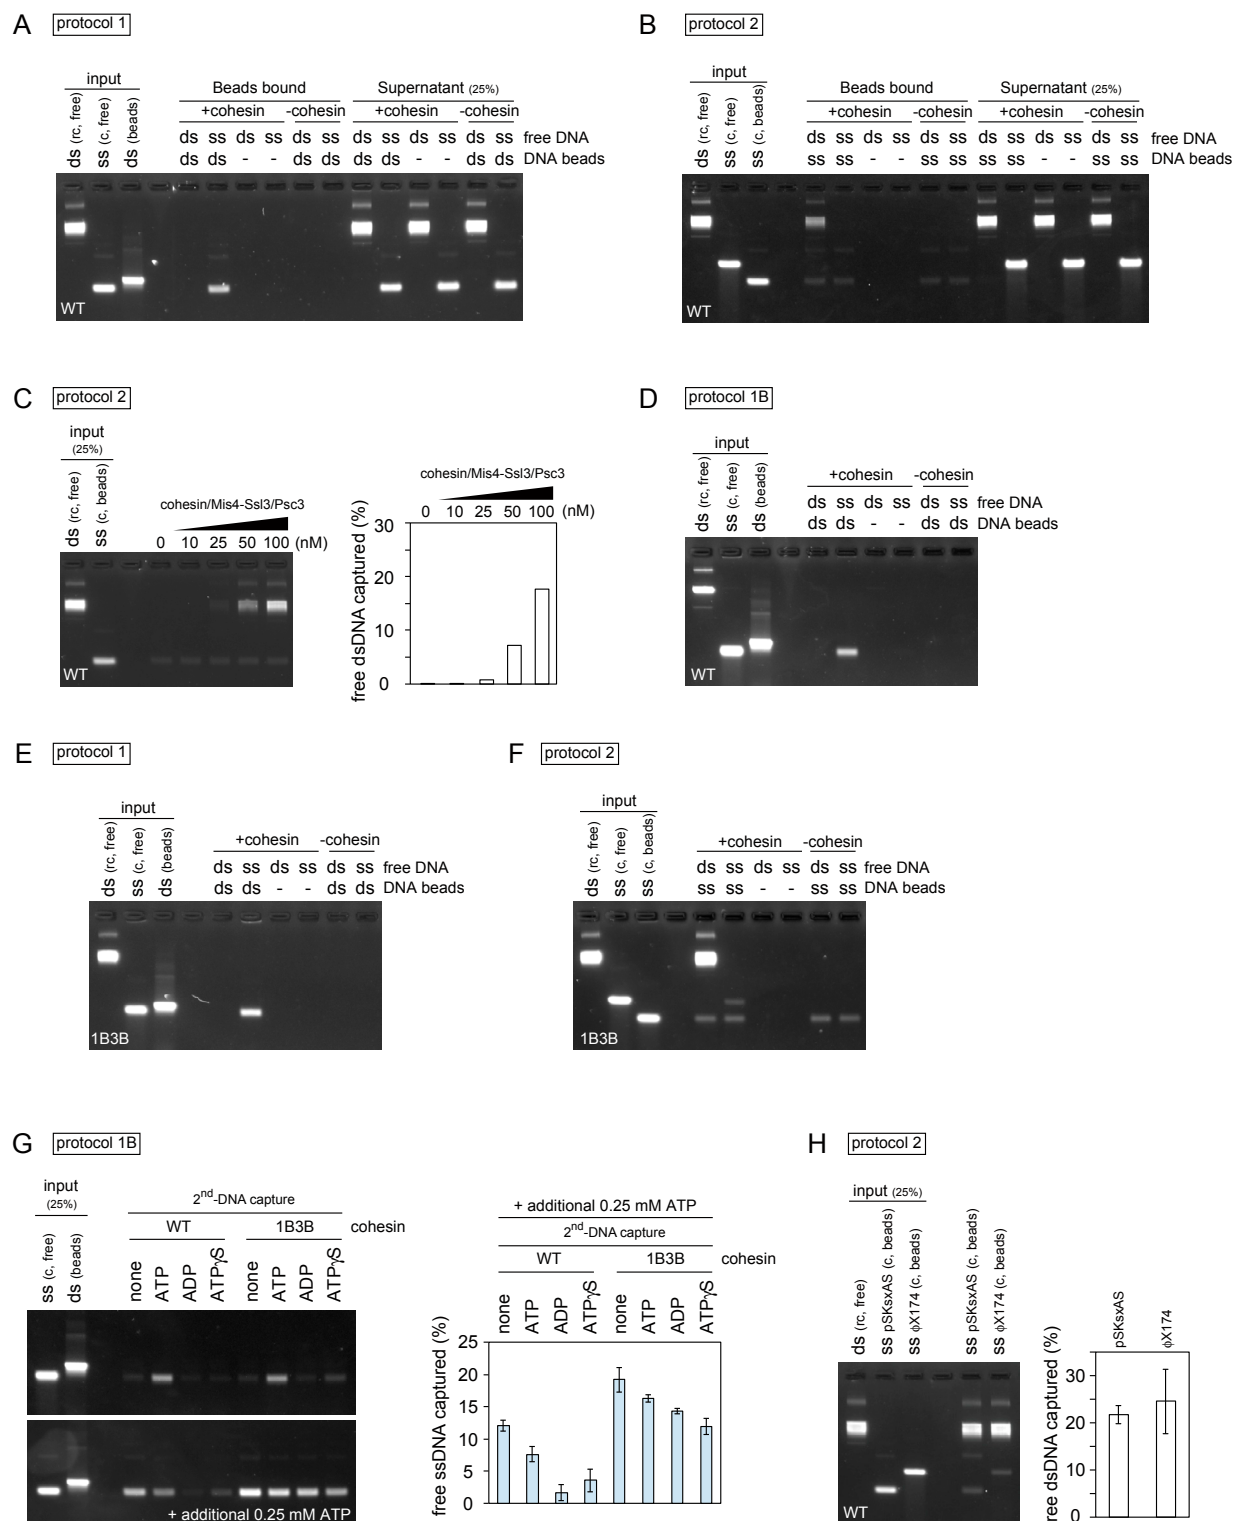 A protocol 1
input
ds (rc, free)
ss (c, free)
ds (beads)
Beads bound
Supernatant (25%)
+cohesin -cohesin +cohesin -cohesin
ds ss ds ss ds ss ds ss ds ss ds ss free DNA
ds ds - - ds ds ds ds - - ds ds DNA beads
WT
B protocol 2
input
ds (rc, free)
ss (c, free)
ss (c, beads)
Beads bound
Supernatant (25%)
+cohesin -cohesin +cohesin -cohesin
ds ss ds ss ds ss ds ss ds ss ds ss free DNA
ss ss - - ss ss ss ss - - ss ss DNA beads
WT
C protocol 2
input
(25%)
ds (rc, free)
ss (c, beads)
cohesin/Mis4-Ssl3/Psc3
0 10 25 50 100 (nM)
WT
cohesin/Mis4-Ssl3/Psc3
0 10 25 50 100 (nM)
free dsDNA captured (%)
30
20
10
0
D protocol 1B
input
ds (rc, free)
ss (c, free)
ds (beads)
+cohesin -cohesin
ds ss ds ss ds ss free DNA
ds ds - - ds ds DNA beads
WT
E protocol 1
input
ds (rc, free)
ss (c, free)
ds (beads)
+cohesin -cohesin
ds ss ds ss ds ss free DNA
ds ds - - ds ds DNA beads
1B3B
F protocol 2
input
ds (rc, free)
ss (c, free)
ss (c, beads)
+cohesin -cohesin
ds ss ds ss ds ss free DNA
ss ss - - ss ss DNA beads
1B3B
G protocol 1B
input
(25%)
ss (c, free)
ds (beads)
2nd-DNA capture
WT 1B3B cohesin
none ATP ADP ATPγS none ATP ADP ATPγS
+ additional 0.25 mM ATP
+ additional 0.25 mM ATP
2nd-DNA capture
WT 1B3B cohesin
none ATP ADP ATPγS none ATP ADP ATPγS
free ssDNA captured (%)
25
20
15
10
5
0
H protocol 2
input (25%)
ds (rc, free)
ss pSKsxAS (c, beads)
ss φX174 (c, beads)
ss pSKsxAS (c, beads)
ss φX174 (c, beads)
WT
pSKsxAS
φX174
free dsDNA captured (%)
30
20
10
0